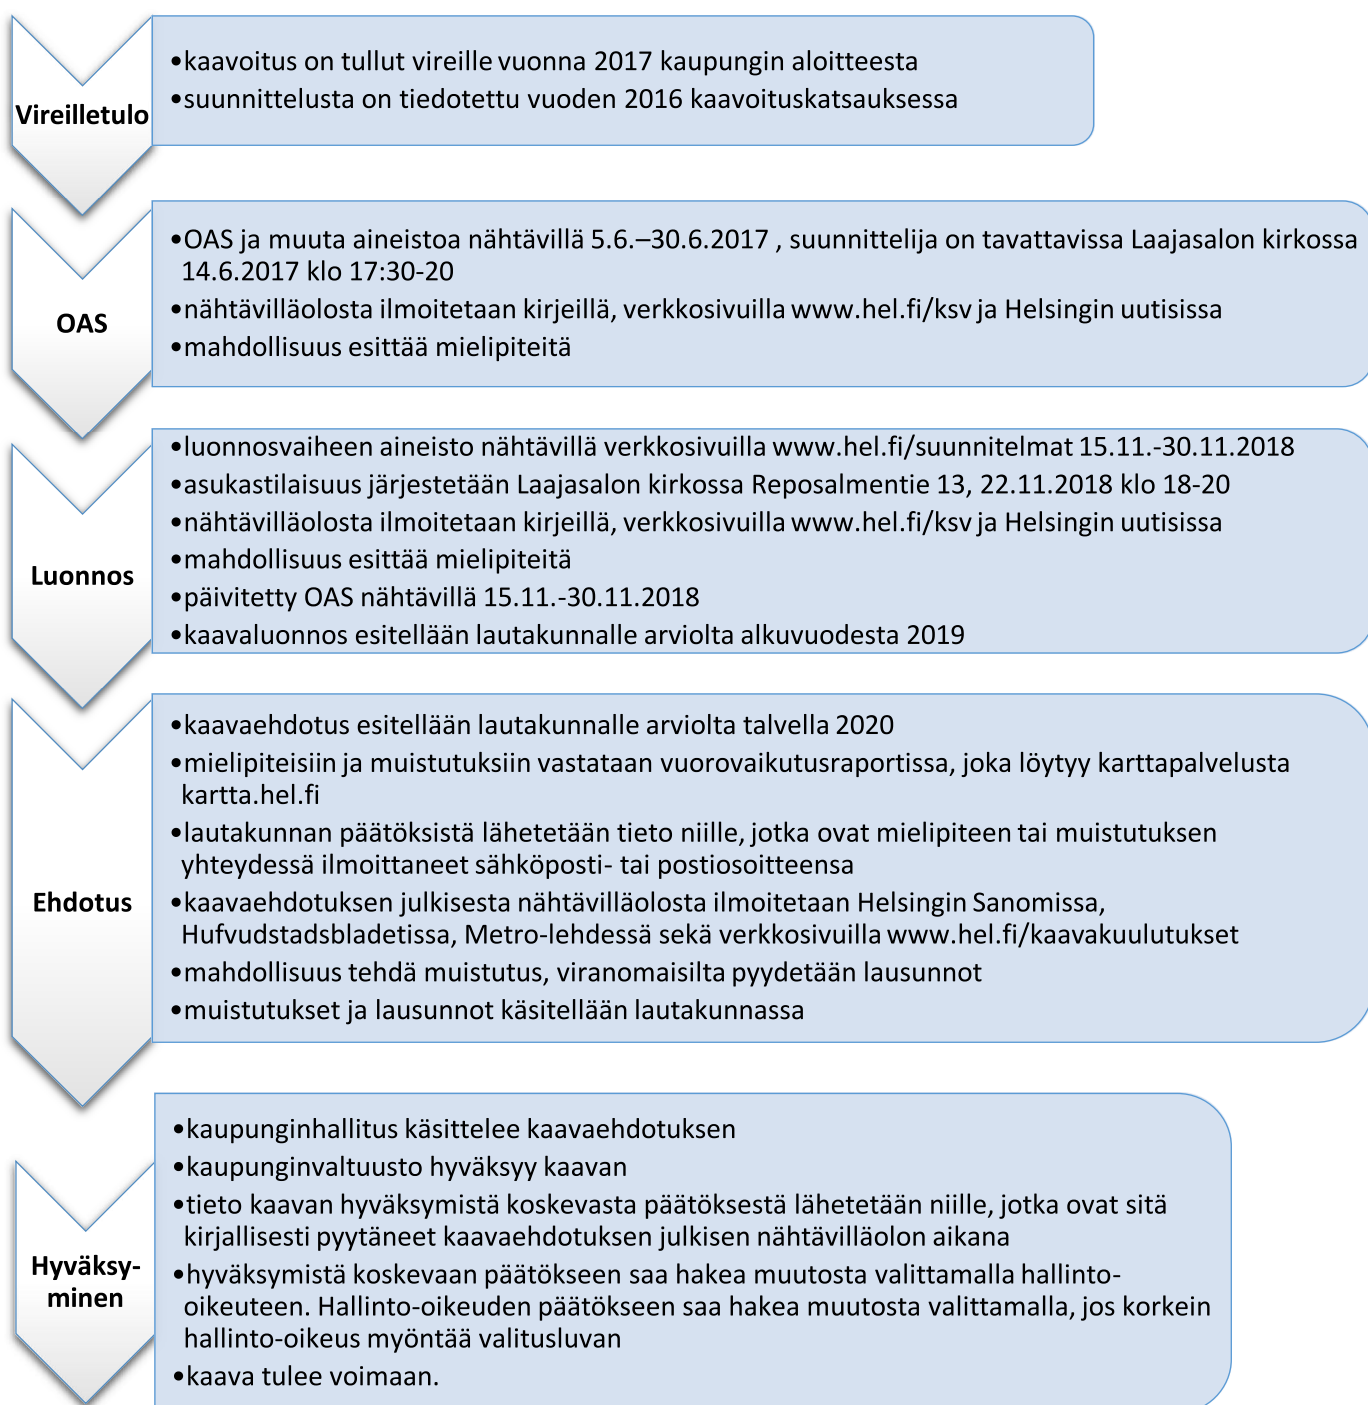 Vireilletulo
•kaavoitus on tullut vireille vuonna 2017 kaupungin aloitteesta
•suunnittelusta on tiedotettu vuoden 2016 kaavoituskatsauksessa
OAS
•OAS ja muuta aineistoa nähtävillä 5.6.–30.6.2017 , suunnittelija on tavattavissa Laajasalon kirkossa
14.6.2017 klo 17:30-20
•nähtävilläolosta ilmoitetaan kirjeillä, verkkosivuilla www.hel.fi/ksv ja Helsingin uutisissa
•mahdollisuus esittää mielipiteitä
Luonnos
•luonnosvaiheen aineisto nähtävillä verkkosivuilla www.hel.fi/suunnitelmat 15.11.-30.11.2018
•asukastilaisuus järjestetään Laajasalon kirkossa Reposalmentie 13, 22.11.2018 klo 18-20
•nähtävilläolosta ilmoitetaan kirjeillä, verkkosivuilla www.hel.fi/ksv ja Helsingin uutisissa
•mahdollisuus esittää mielipiteitä
•päivitetty OAS nähtävillä 15.11.-30.11.2018
•kaavaluonnos esitellään lautakunnalle arviolta alkuvuodesta 2019
Ehdotus
•kaavaehdotus esitellään lautakunnalle arviolta talvella 2020
•mielipiteisiin ja muistutuksiin vastataan vuorovaikutusraportissa, joka löytyy karttapalvelusta
kartta.hel.fi
•lautakunnan päätöksistä lähetetään tieto niille, jotka ovat mielipiteen tai muistutuksen
yhteydessä ilmoittaneet sähköposti- tai postiosoitteensa
•kaavaehdotuksen julkisesta nähtävilläolosta ilmoitetaan Helsingin Sanomissa,
Hufvudstadsbladetissa, Metro-lehdessä sekä verkkosivuilla www.hel.fi/kaavakuulutukset
•mahdollisuus tehdä muistutus, viranomaisilta pyydetään lausunnot
•muistutukset ja lausunnot käsitellään lautakunnassa
Hyväksy-
minen
•kaupunginhallitus käsittelee kaavaehdotuksen
•kaupunginvaltuusto hyväksyy kaavan
•tieto kaavan hyväksymistä koskevasta päätöksestä lähetetään niille, jotka ovat sitä
kirjallisesti pyytäneet kaavaehdotuksen julkisen nähtävilläolon aikana
•hyväksymistä koskevaan päätökseen saa hakea muutosta valittamalla hallinto-
oikeuteen. Hallinto-oikeuden päätökseen saa hakea muutosta valittamalla, jos korkein
hallinto-oikeus myöntää valitusluvan
•kaava tulee voimaan.